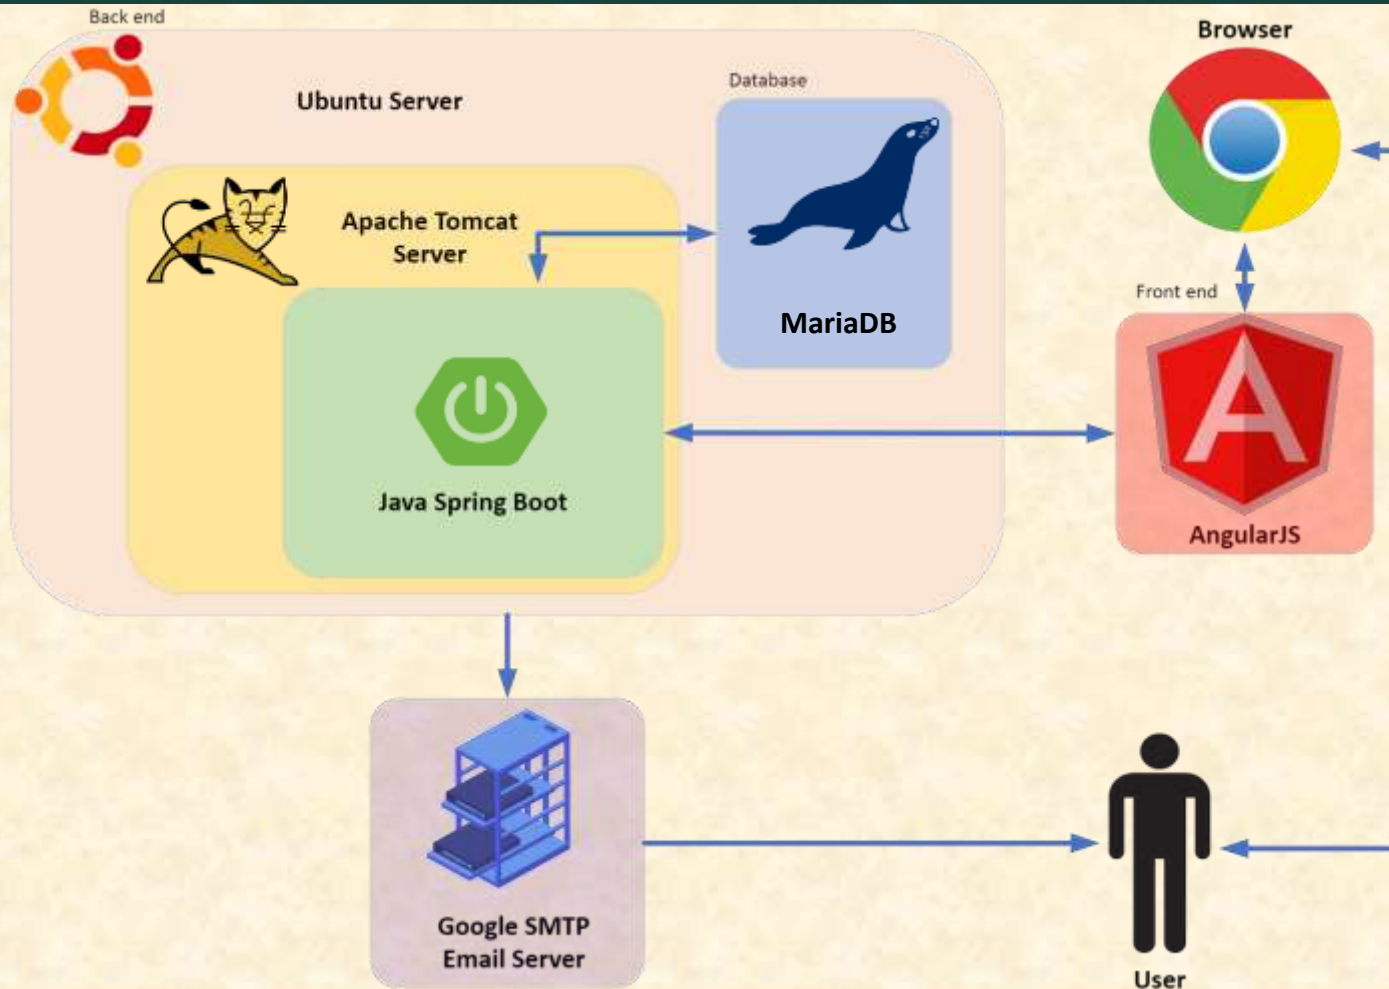 Back end
Ubuntu Server
Database
Browser
Apache Tomcat
Server
MariaDB
Front end
Java Spring Boot
AngularJS
Google SMTP
Email Server
User